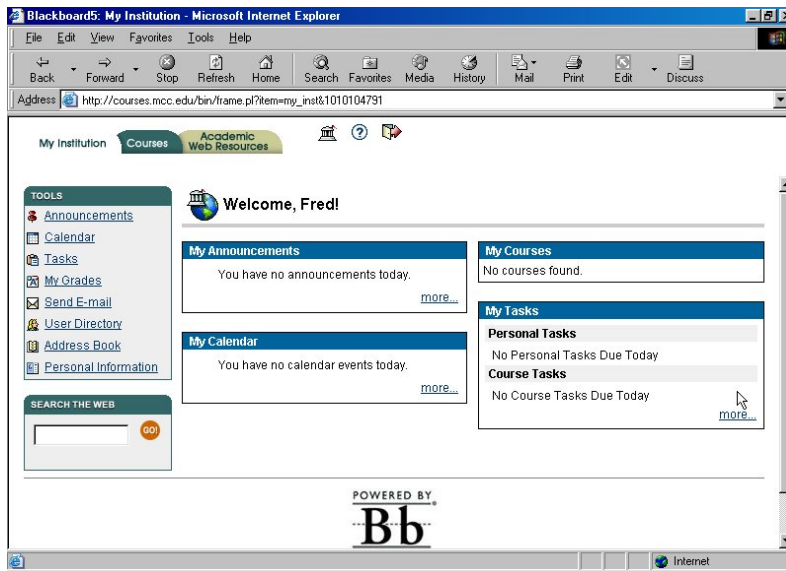 Blackboard5: My Institution - Microsoft Internet Explorer
File Edit View Favorites Tools Help
Back Forward Stop Refresh Home Search Favorites Media History Mail Print Edit Discuss
Address http://courses.mcc.edu/bin/frame.pl?item=my_inst&1010104791
My Institution Courses Academic Web Resources
Welcome, Fred!
TOOLS
Announcements
Calendar
Tasks
My Grades
Send E-mail
User Directory
Address Book
Personal Information
SEARCH THE WEB
GO!
My Announcements
You have no announcements today.
more...
My Calendar
You have no calendar events today.
more...
My Courses
No courses found.
My Tasks
Personal Tasks
No Personal Tasks Due Today
Course Tasks
No Course Tasks Due Today
more...
POWERED BY
Bb
Internet